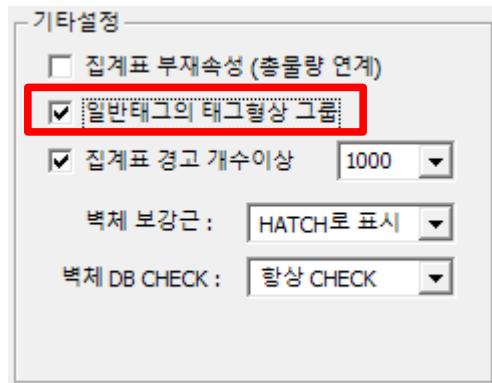 기타설정
집계표 부재속성 (총물량 연계)
일반태그의 태그형상 그룹
집계표 경고 개수이상 1000
벽체 보강근 : HATCH로 표시
벽체 DB CHECK : 항상 CHECK